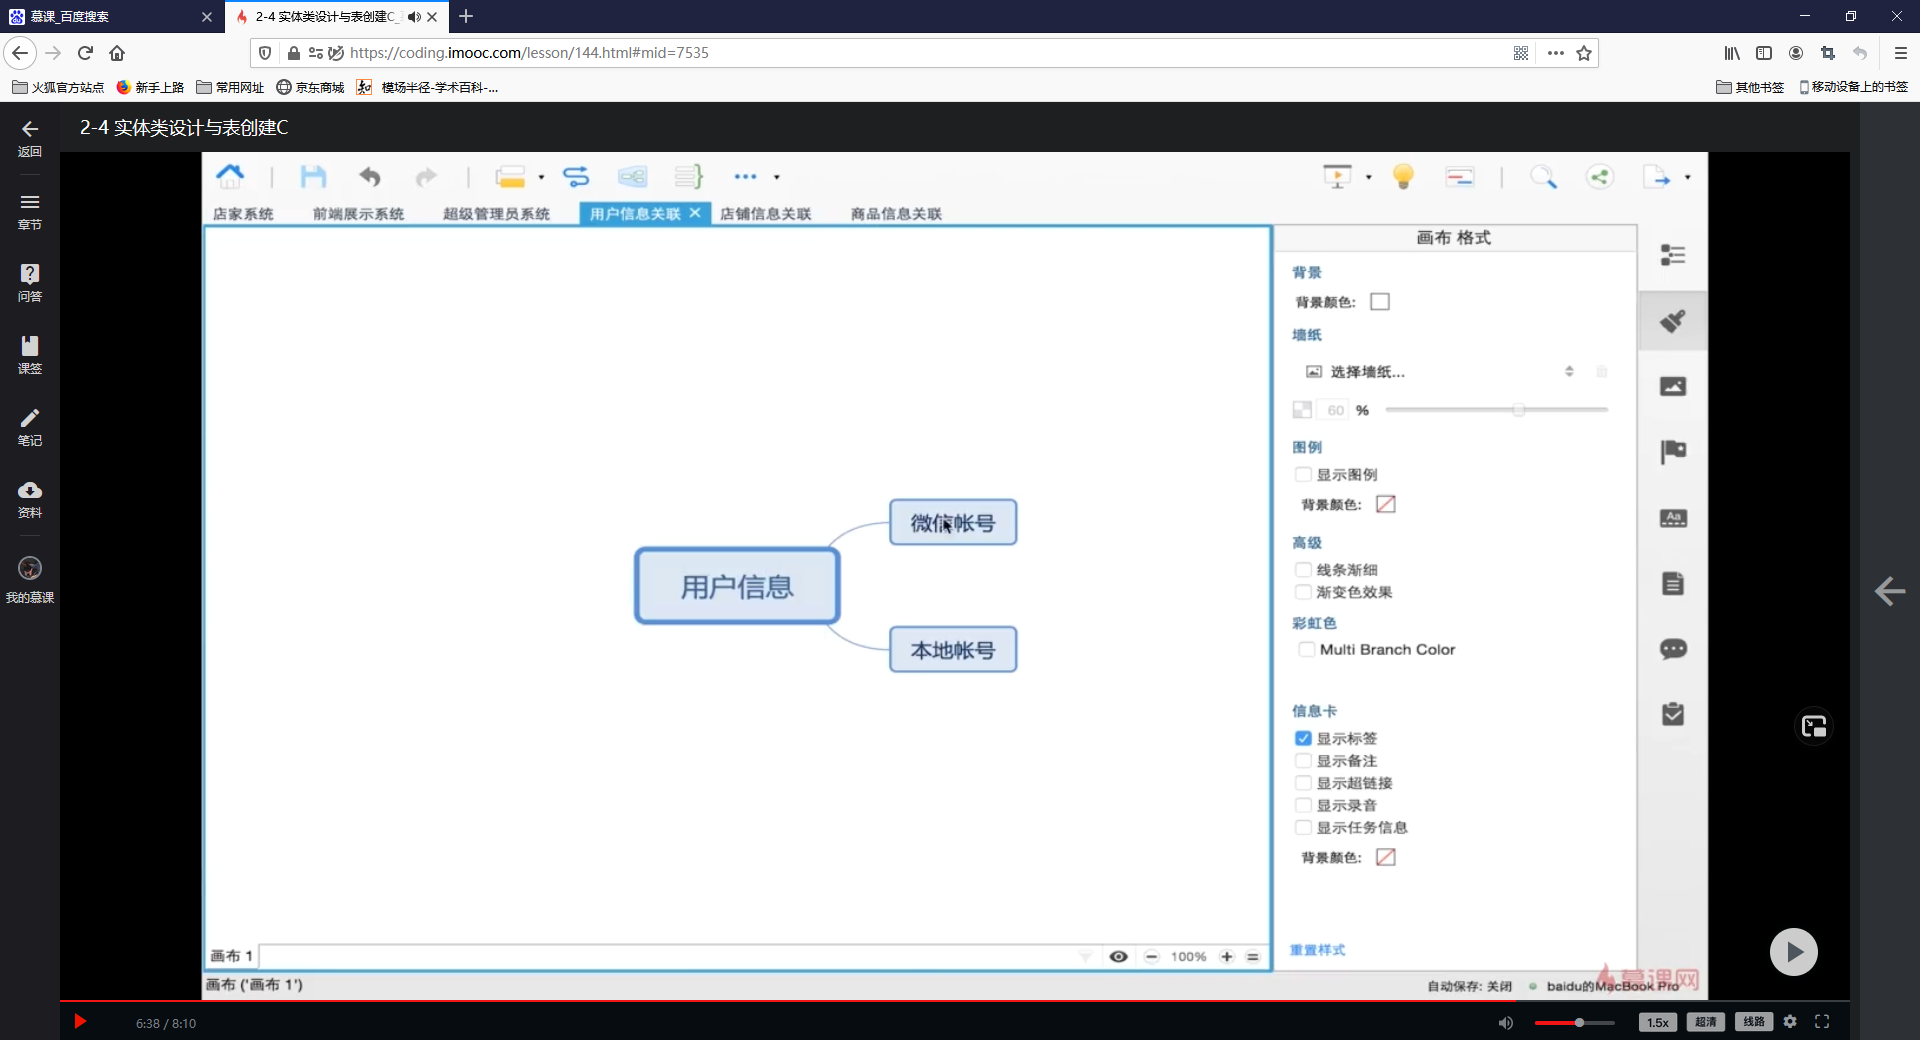 慕课_百度搜索
2-4 实体类设计与表创建C_
https://coding.imooc.com/lesson/144.html#mid=7535
火狐官方站点 新手上路 常用网址 京东商城 模场半径-学术百科-... 其他书签 移动设备上的书签
返回
2-4 实体类设计与表创建C
章节
问答
课签
笔记
资料
我的慕课
店家系统 前端展示系统 超级管理员系统 用户信息关联 店铺信息关联 商品信息关联
微信帐号
用户信息
本地帐号
画布 格式
背景
背景颜色:
墙纸
选择墙纸...
60 %
图例
显示图例
背景颜色:
高级
线条渐细
渐变色效果
彩虹色
Multi Branch Color
信息卡
显示标签
显示备注
显示超链接
显示录音
显示任务信息
背景颜色:
重置样式
Aa
画布 1
100%
画布 ('画布 1')
自动保存: 关闭 baidu的MacBook Pro
慕课网
6:38 / 8:10
1.5x 超清 线路